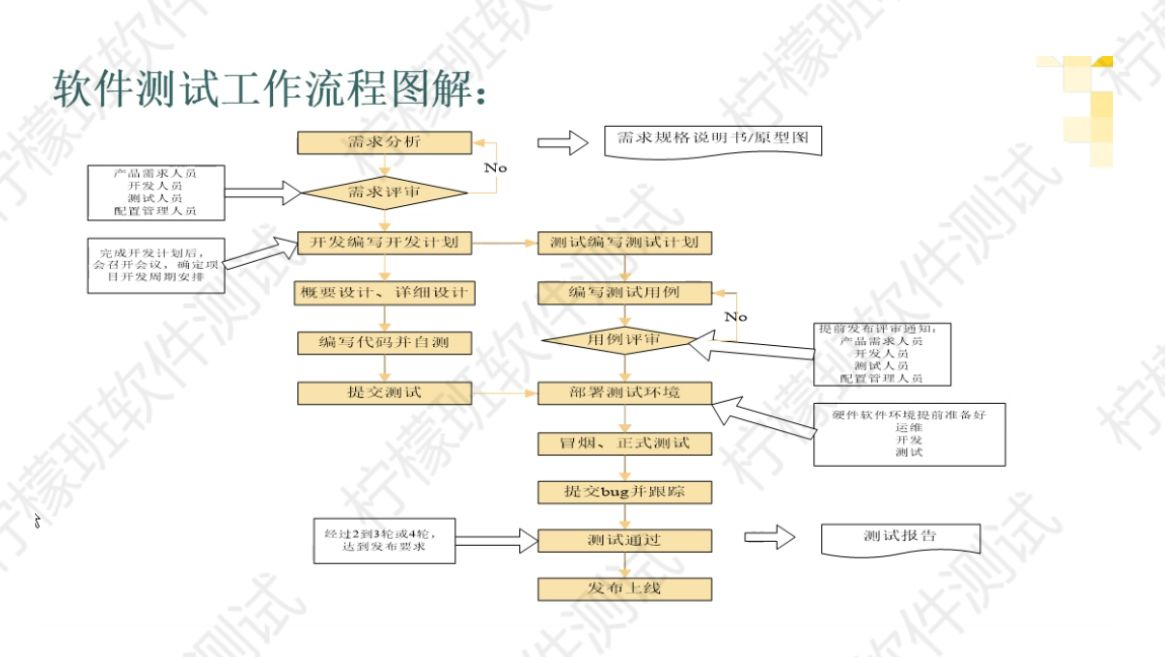 软件测试工作流程图解:
需求分析
需求规格说明书/原型图
No
产品需求人员
开发人员
测试人员
配置管理人员
需求评审
完成开发计划后,
会召开会议,确定项
目开发周期安排
开发编写开发计划
测试编写测试计划
概要设计、详细设计
编写测试用例
No
编写代码并自测
用例评审
提前发布评审通知:
产品需求人员
开发人员
测试人员
配置管理人员
提交测试
部署测试环境
硬件软件环境提前准备好
运维
开发
测试
冒烟、正式测试
提交bug并跟踪
经过2到3轮或4轮,
达到发布要求
测试通过
测试报告
发布上线
柠檬班软件测试